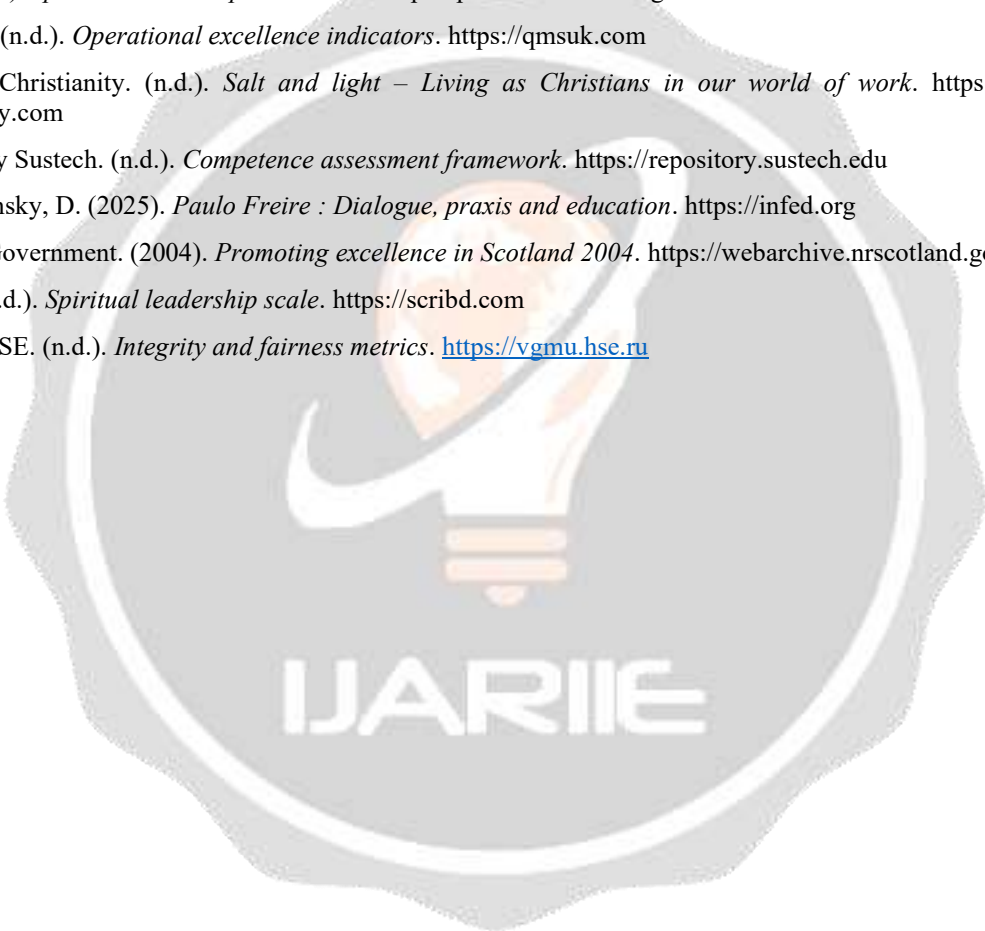 (n.d.). Operational excellence indicators. https://qmsuk.com
Christianity. (n.d.). Salt and light – Living as Christians in our world of work. https
y.com
y Sustech. (n.d.). Competence assessment framework. https://repository.sustech.edu
nsky, D. (2025). Paulo Freire : Dialogue, praxis and education. https://infed.org
Government. (2004). Promoting excellence in Scotland 2004. https://webarchive.nrscotland.go
.d.). Spiritual leadership scale. https://scribd.com
SE. (n.d.). Integrity and fairness metrics. https://vgmu.hse.ru
IJARIIE